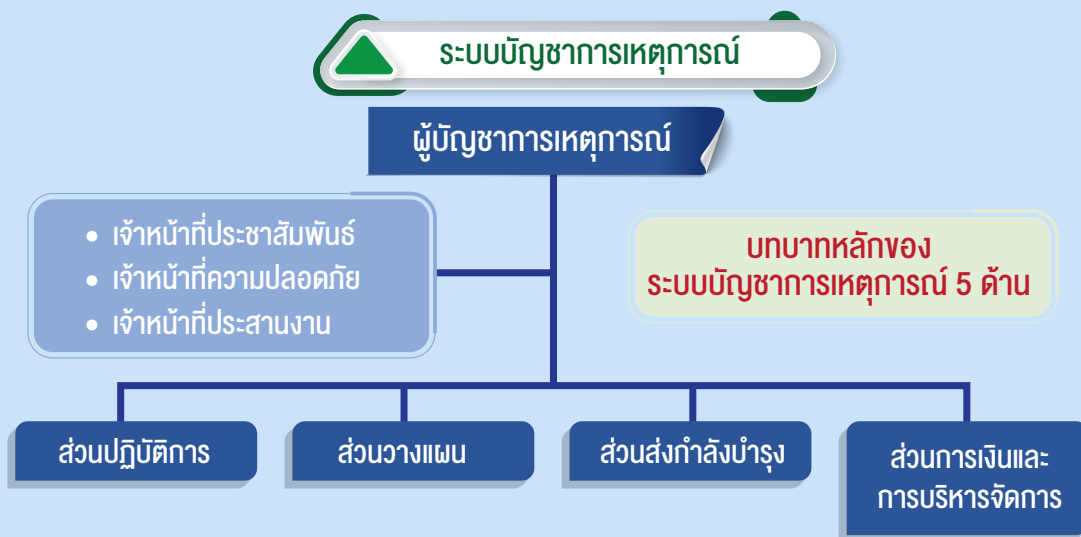 ระบบบัญชาการเหตุการณ์
ผู้บัญชาการเหตุการณ์
• เจ้าหน้าที่ประชาสัมพันธ์
• เจ้าหน้าที่ความปลอดภัย
• เจ้าหน้าที่ประสานงาน
บทบาทหลักของ
ระบบบัญชาการเหตุการณ์ 5 ด้าน
ส่วนปฏิบัติการ
ส่วนวางแผน
ส่วนส่งกำลังบำรุง
ส่วนการเงินและ
การบริหารจัดการ